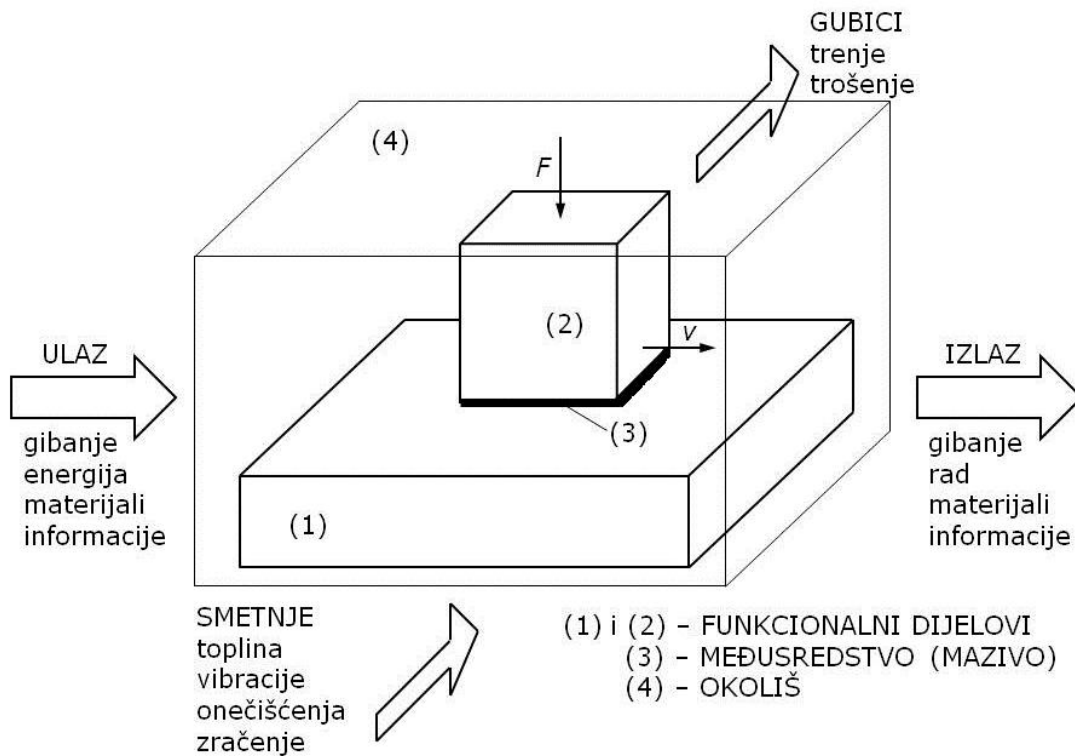 GUBICI
trenje
trošenje
(4)
F
(2)
v
ULAZ
gibanje
energija
materijali
informacije
IZLAZ
gibanje
rad
materijali
informacije
(3)
(1)
SMETNJE
toplina
vibracije
onečišćenja
zračenje
(1) i (2) – FUNKCIONALNI DIJELOVI
(3) – MEĐUSREDSTVO (MAZIVO)
(4) – OKOLIŠ